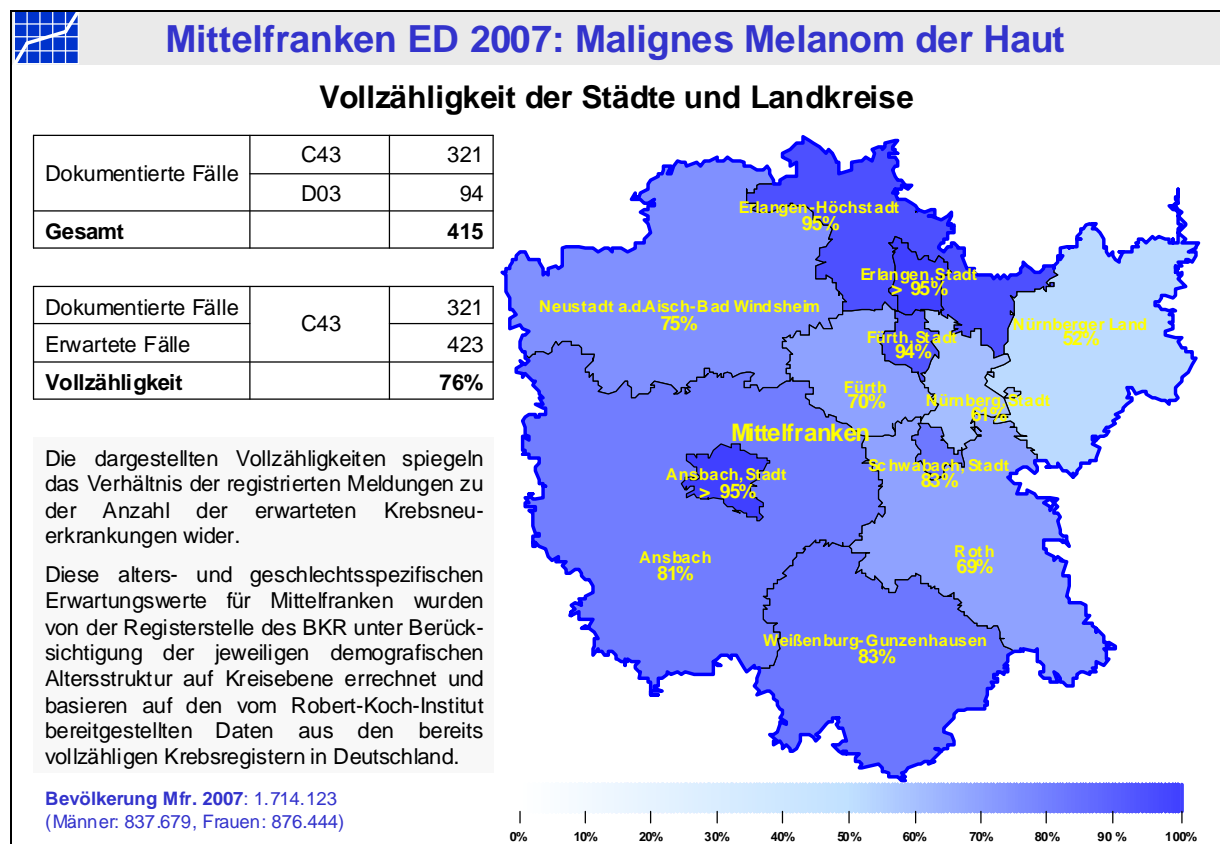 Mittelfranken ED 2007: Malignes Melanom der Haut
Vollzähligkeit der Städte und Landkreise
Dokumentierte Fälle C43 321
D03 94
Gesamt 415
Dokumentierte Fälle C43 321
Erwartete Fälle 423
Vollzähligkeit 76%
Die dargestellten Vollzähligkeiten spiegeln
das Verhältnis der registrierten Meldungen zu
der Anzahl der erwarteten Krebsneu-
erkrankungen wider.
Diese alters- und geschlechtsspezifischen
Erwartungswerte für Mittelfranken wurden
von der Registerstelle des BKR unter Berück-
sichtigung der jeweiligen demografischen
Altersstruktur auf Kreisebene errechnet und
basieren auf den vom Robert-Koch-Institut
bereitgestellten Daten aus den bereits
vollzähligen Krebsregistern in Deutschland.
Bevölkerung Mfr. 2007: 1.714.123
(Männer: 837.679, Frauen: 876.444)
Erlangen-Höchstadt
95%
Erlangen,Stadt
> 95%
Neustadt a.d.Aisch-Bad Windsheim
75%
Nürnberger Land
52%
Fürth,Stadt
94%
Fürth
70%
Nürnberg,Stadt
61%
Mittelfranken
Schwabach,Stadt
83%
Ansbach,Stadt
> 95%
Ansbach
81%
Roth
69%
Weißenburg-Gunzenhausen
83%
0% 10% 20% 30% 40% 50% 60% 70% 80% 90 % 100%